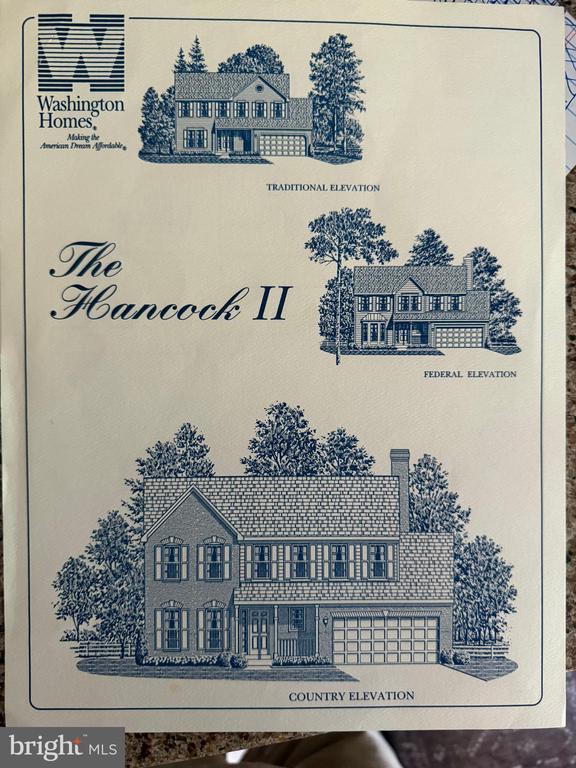 W
Washington
Homes®
Making the
American Dream Affordable®
TRADITIONAL ELEVATION
The
Hancock II
FEDERAL ELEVATION
COUNTRY ELEVATION
bright MLS